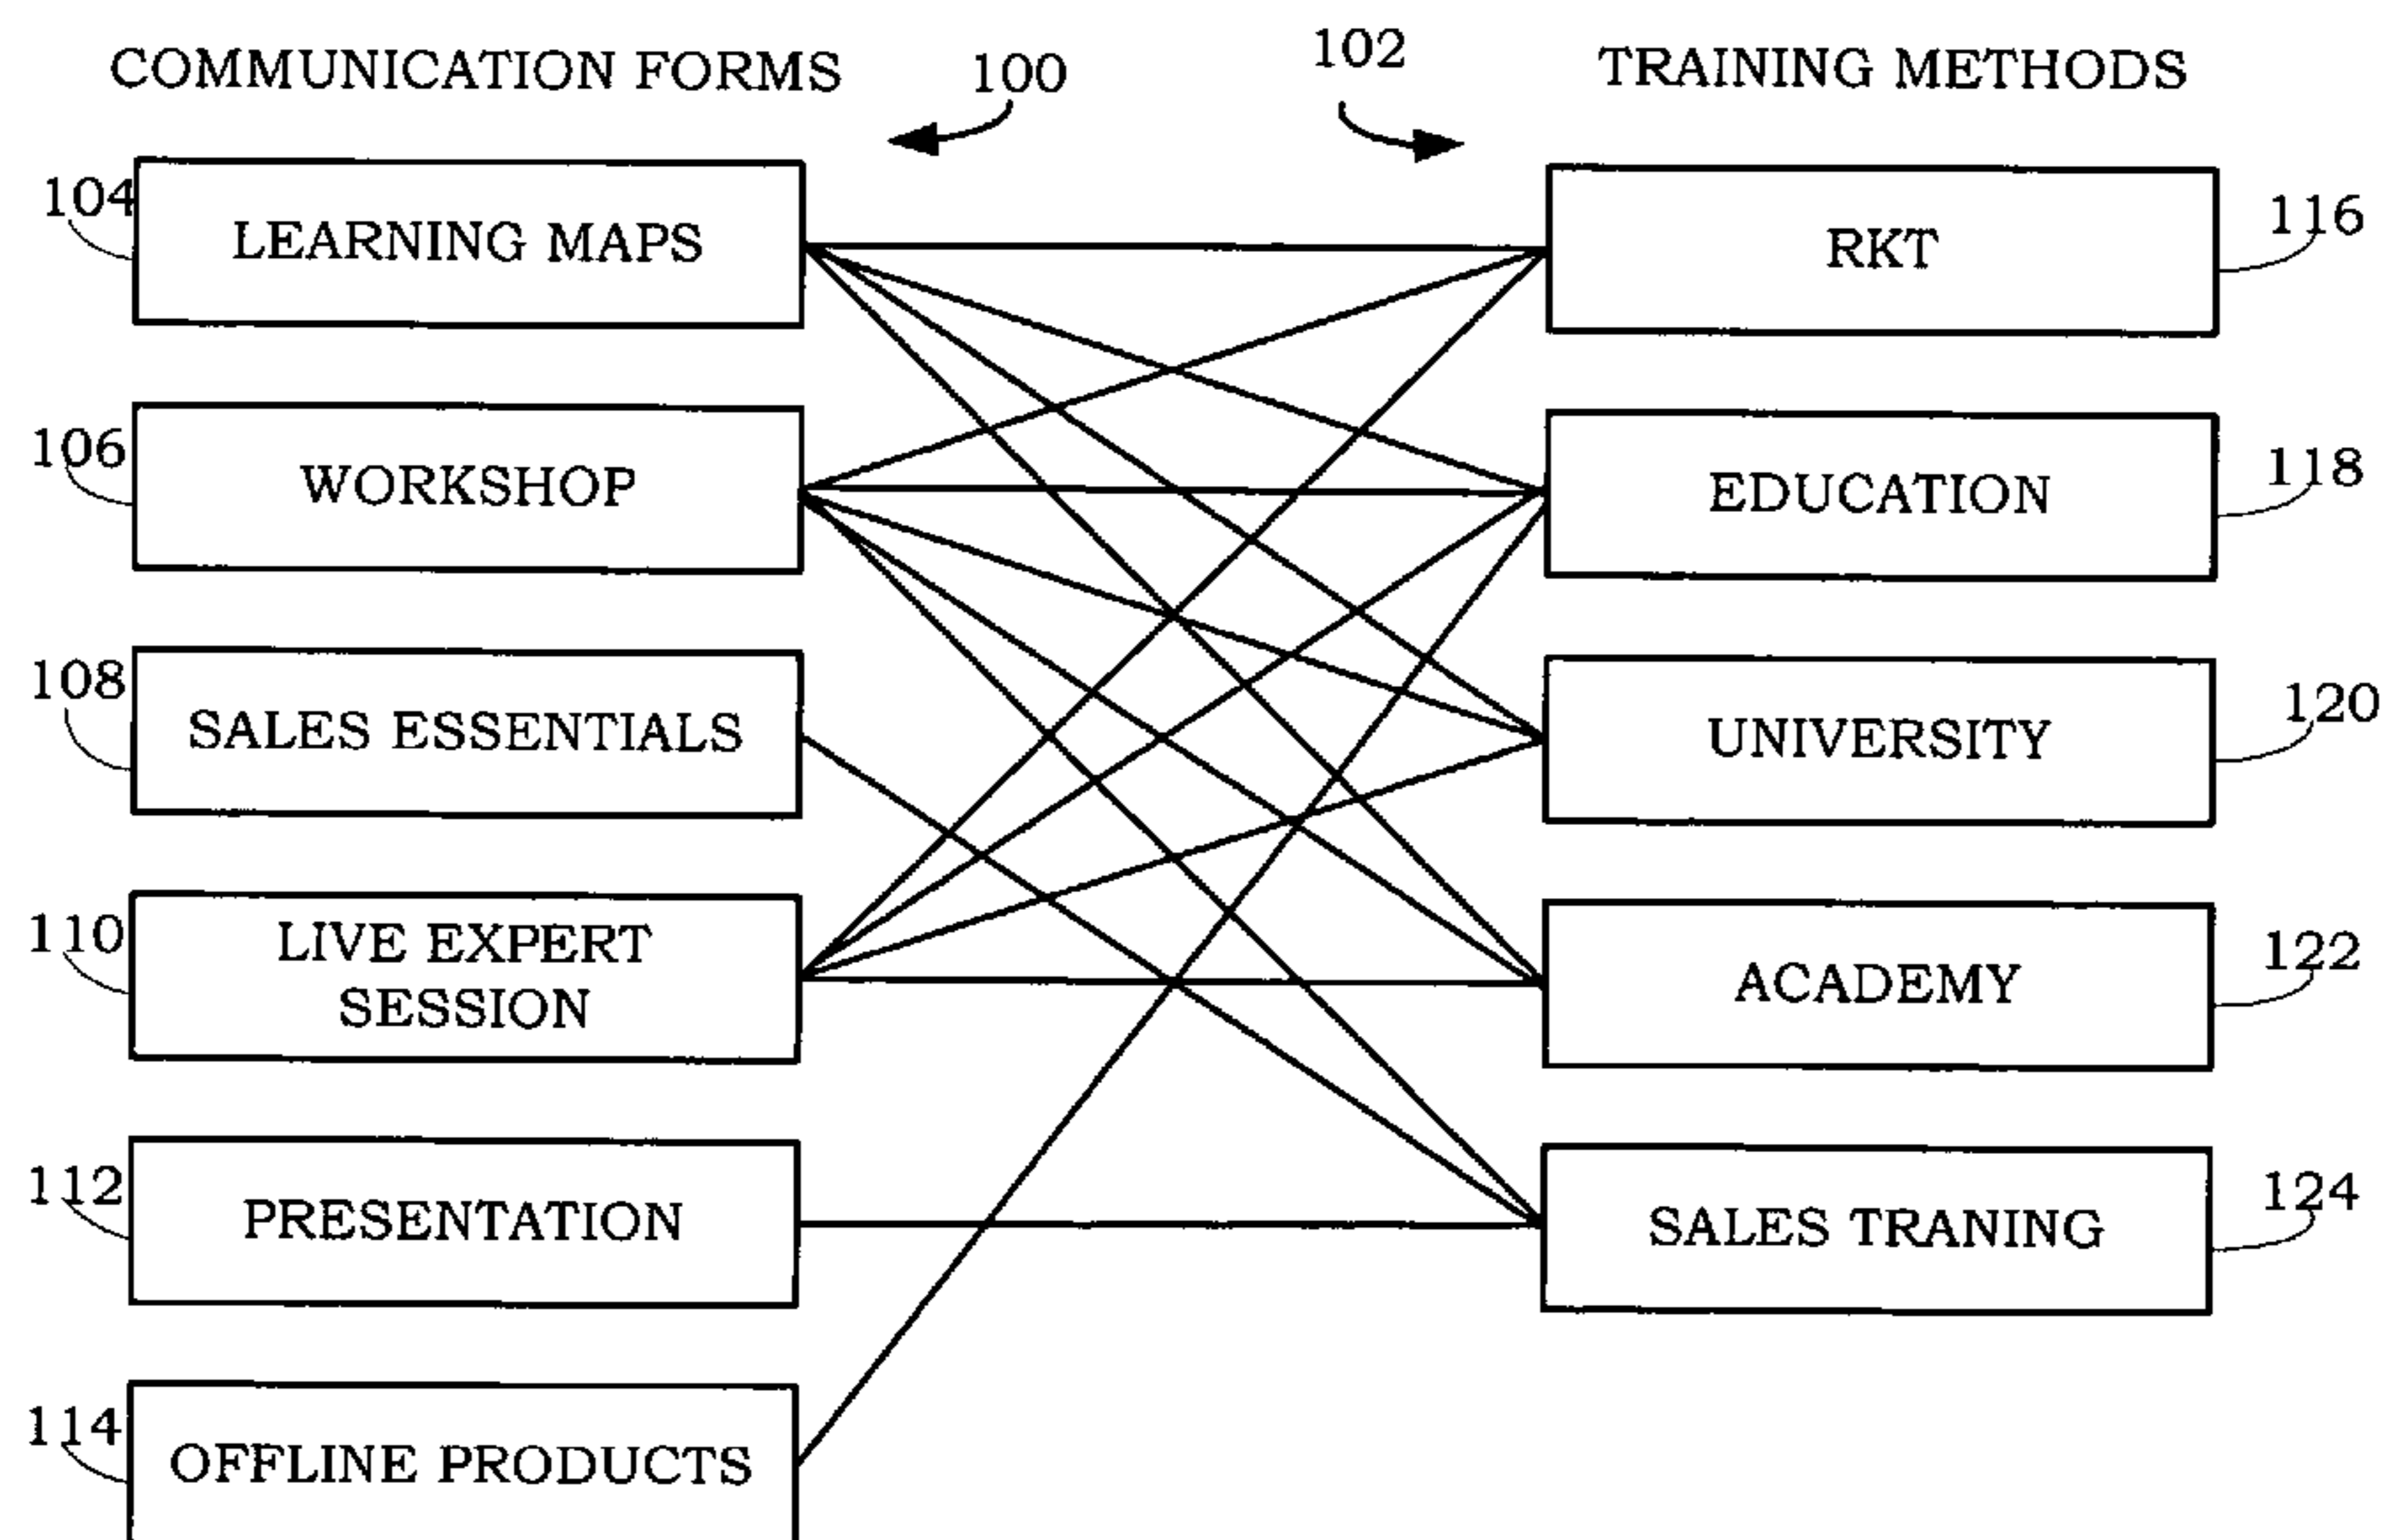 COMMUNICATION FORMS
100
102
TRAINING METHODS
104
LEARNING MAPS
RKT
116
106
WORKSHOP
EDUCATION
118
108
SALES ESSENTIALS
UNIVERSITY
120
110
LIVE EXPERT
SESSION
ACADEMY
122
112
PRESENTATION
SALES TRANING
124
114
OFFLINE PRODUCTS